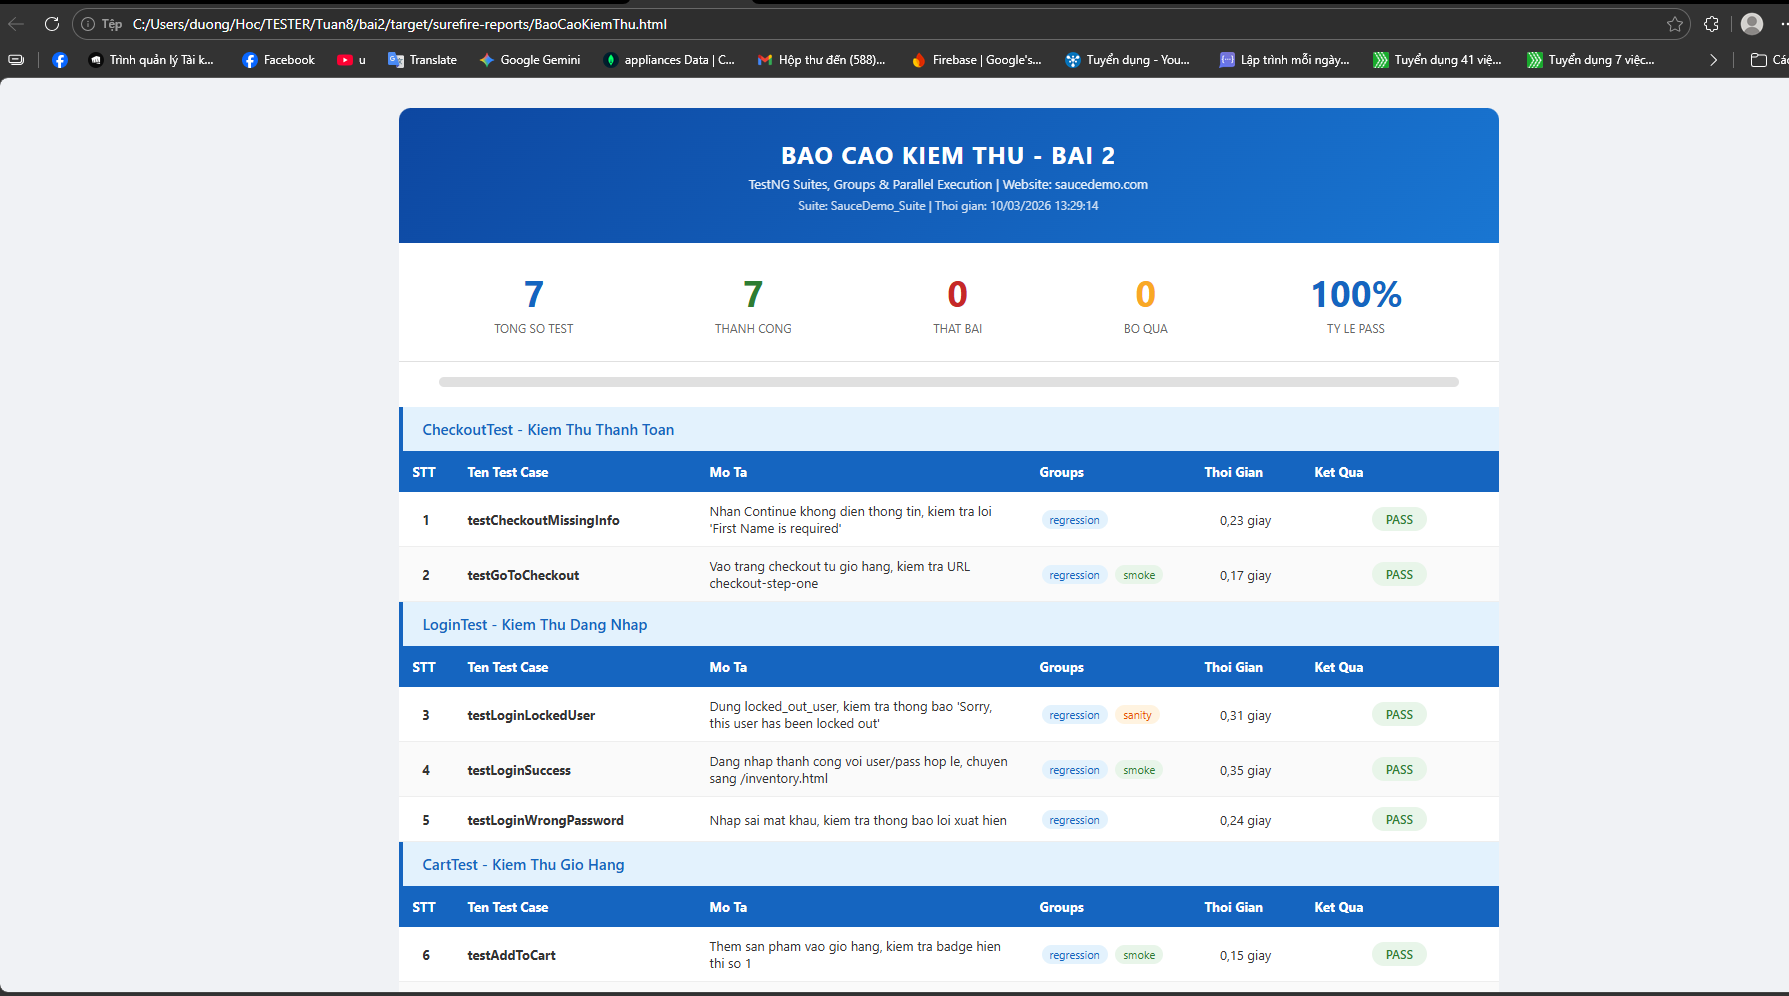 Tệp C:/Users/duong/Hoc/TESTER/Tuan8/bai2/target/surefire-reports/BaoCaoKiemThu.html
Trình quản lý Tài k... Facebook u Translate Google Gemini appliances Data | C... Hộp thư đến (588)... Firebase | Google's... Tuyển dụng - You... Lập trình mỗi ngày... Tuyển dụng 41 việ... Tuyển dụng 7 việc...
BAO CAO KIEM THU - BAI 2
TestNG Suites, Groups & Parallel Execution | Website: saucedemo.com
Suite: SauceDemo_Suite | Thoi gian: 10/03/2026 13:29:14
7 7 0 0 100%
TONG SO TEST THANH CONG THAT BAI BO QUA TY LE PASS
CheckoutTest - Kiem Thu Thanh Toan
STT Ten Test Case Mo Ta Groups Thoi Gian Ket Qua
1 testCheckoutMissingInfo Nhan Continue khong dien thong tin, kiem tra loi 'First Name is required' regression 0,23 giay PASS
2 testGoToCheckout Vao trang checkout tu gio hang, kiem tra URL checkout-step-one regression smoke 0,17 giay PASS
LoginTest - Kiem Thu Dang Nhap
STT Ten Test Case Mo Ta Groups Thoi Gian Ket Qua
3 testLoginLockedUser Dung locked_out_user, kiem tra thong bao 'Sorry, this user has been locked out' regression sanity 0,31 giay PASS
4 testLoginSuccess Dang nhap thanh cong voi user/pass hop le, chuyen sang /inventory.html regression smoke 0,35 giay PASS
5 testLoginWrongPassword Nhap sai mat khau, kiem tra thong bao loi xuat hien regression 0,24 giay PASS
CartTest - Kiem Thu Gio Hang
STT Ten Test Case Mo Ta Groups Thoi Gian Ket Qua
6 testAddToCart Them san pham vao gio hang, kiem tra badge hien thi so 1 regression smoke 0,15 giay PASS